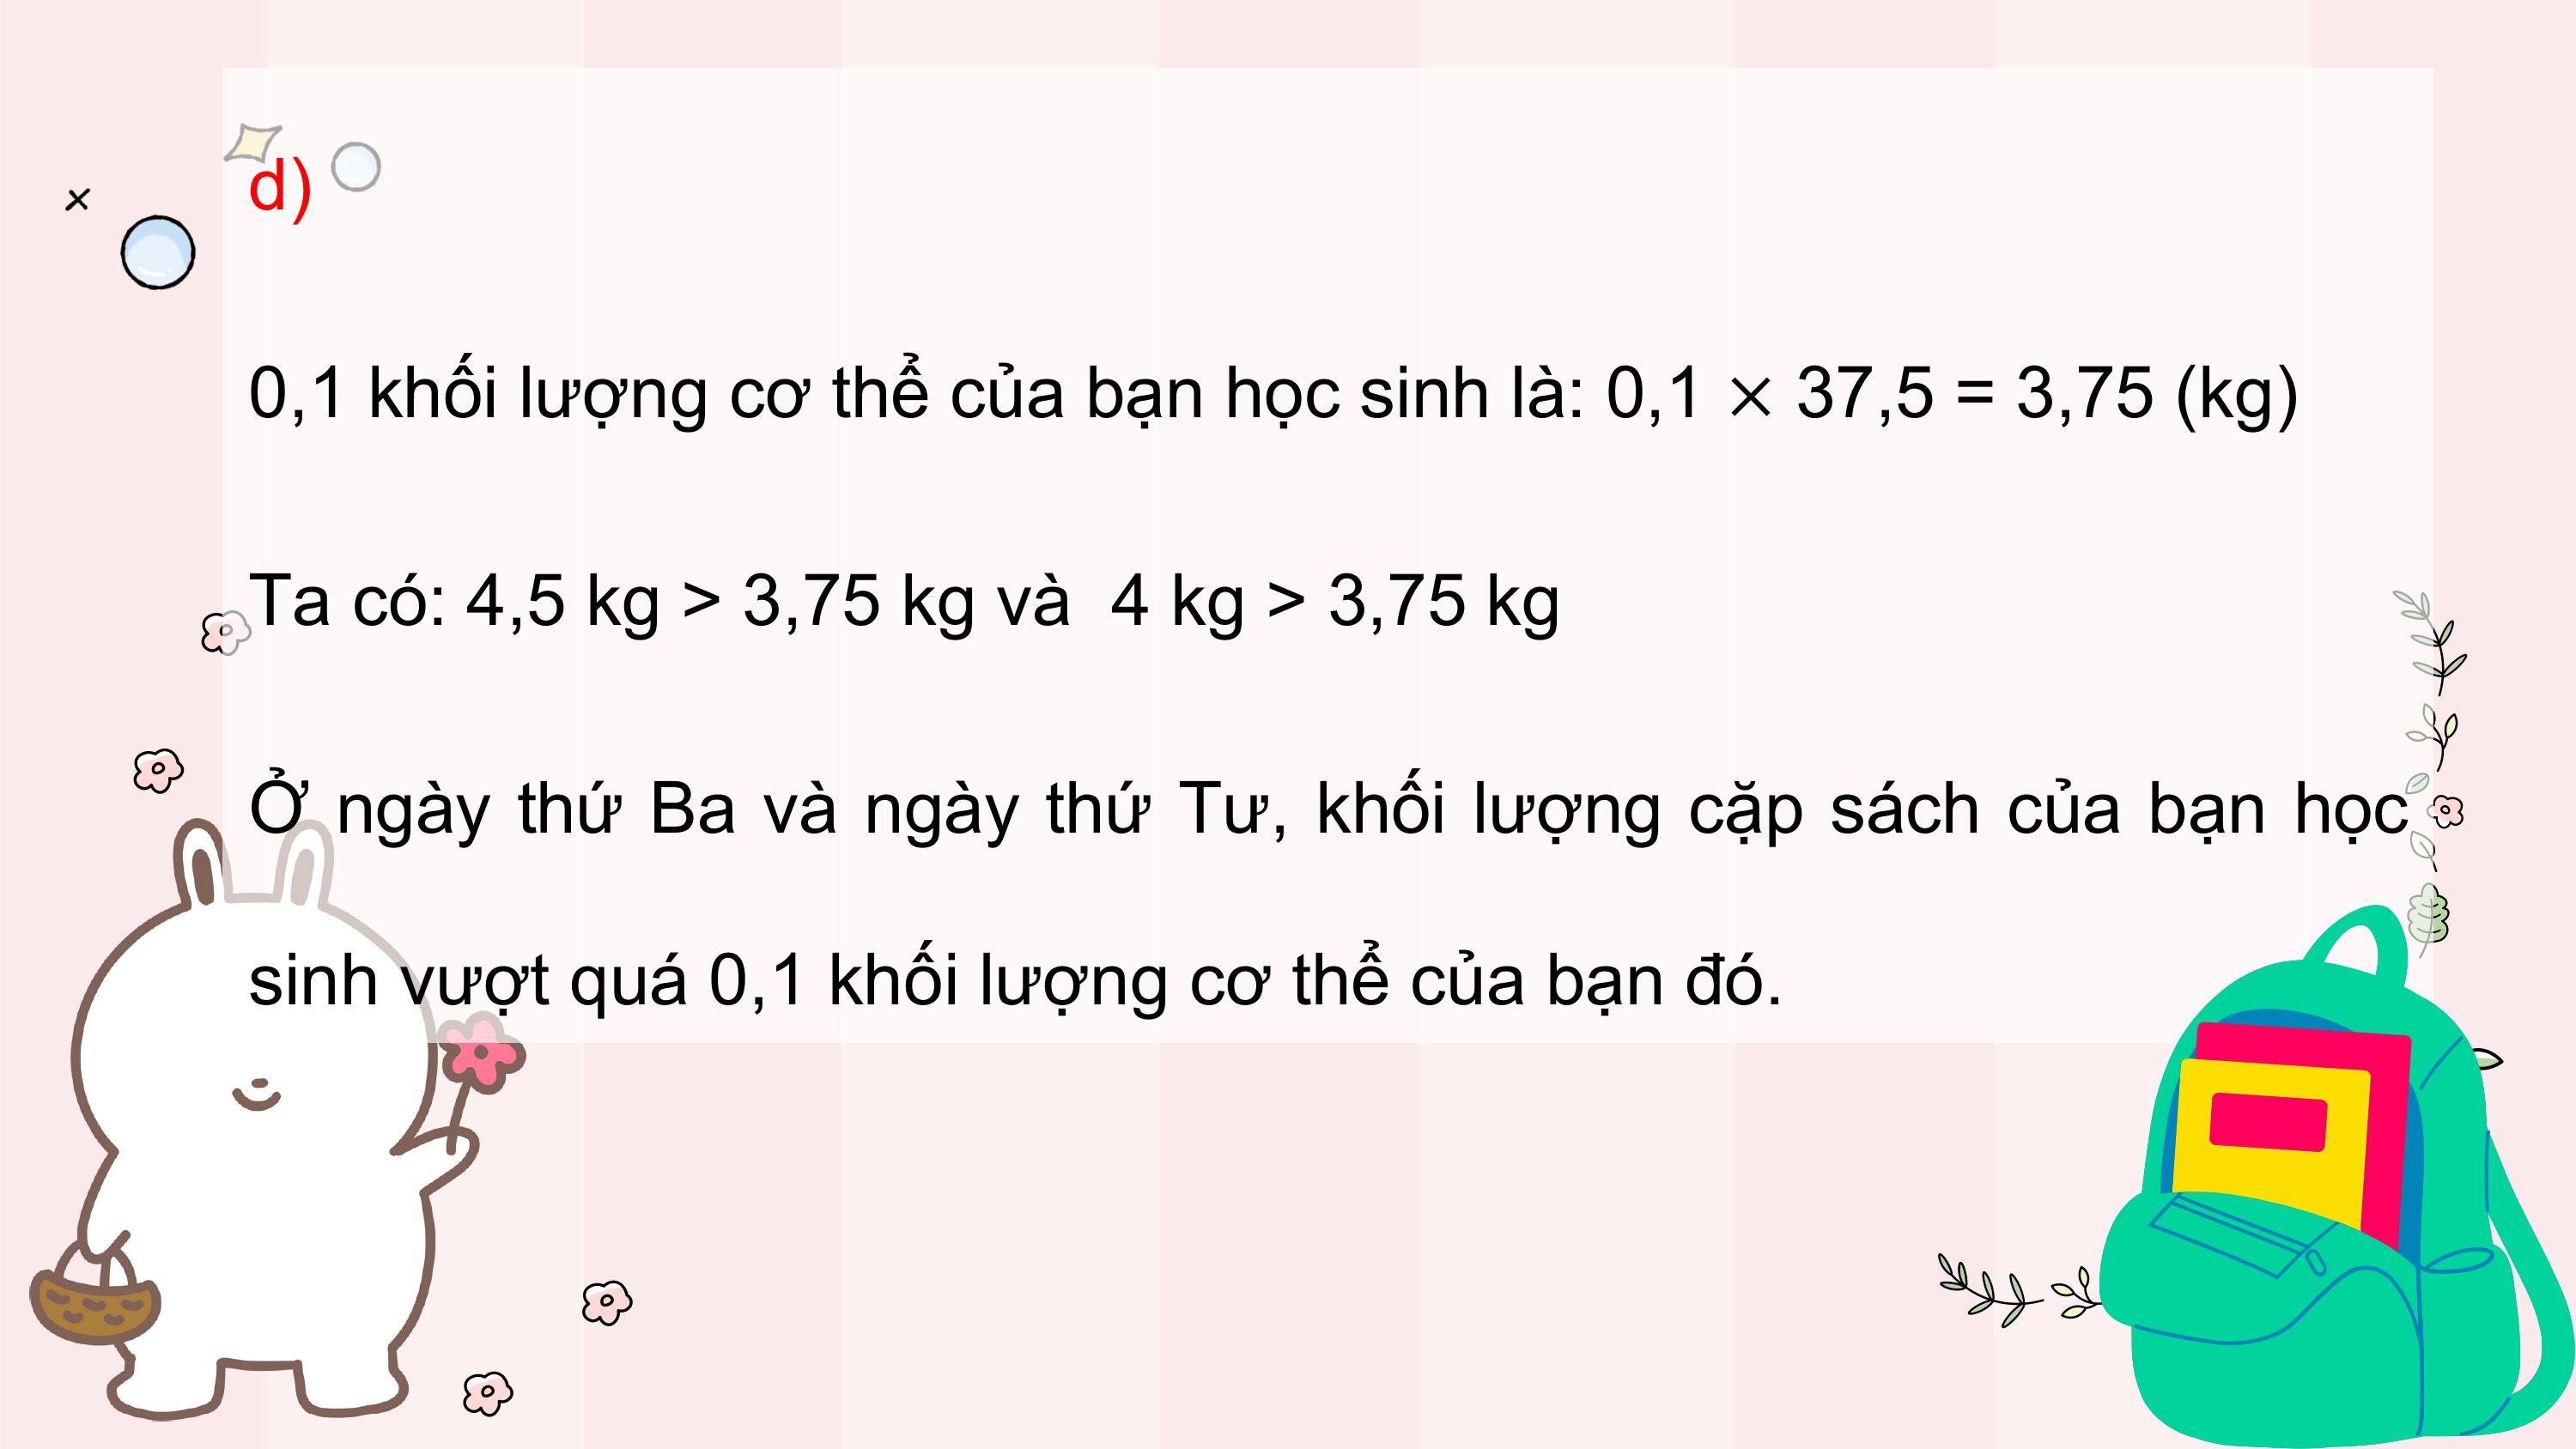 d)
0,1 khối lượng cơ thể của bạn học sinh là: 0,1 × 37,5 = 3,75 (kg)
Ta có: 4,5 kg > 3,75 kg và 4 kg > 3,75 kg
Ở ngày thứ Ba và ngày thứ Tư, khối lượng cặp sách của bạn học
sinh vượt quá 0,1 khối lượng cơ thể của bạn đó.